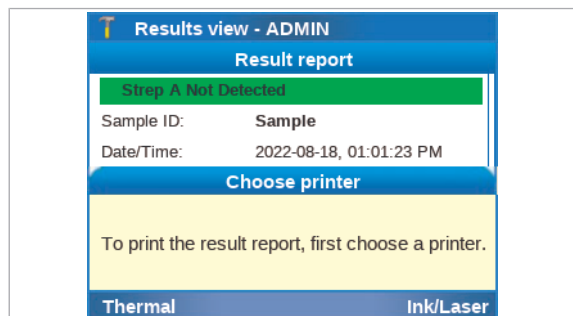 Results view - ADMIN
Result report
Strep A Not Detected
Sample ID: Sample
Date/Time: 2022-08-18, 01:01:23 PM
Choose printer
To print the result report, first choose a printer.
Thermal Ink/Laser